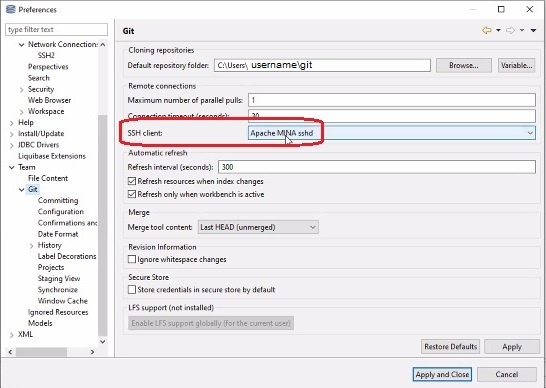 Preferences
type filter text
Network Connections
SSH2
Perspectives
Search
Security
Web Browser
Workspace
Help
Install/Update
JDBC Drivers
Liquibase Extensions
Team
File Content
Git
Committing
Configuration
Confirmations and
Date Format
History
Label Decorations
Projects
Staging View
Synchronize
Window Cache
Ignored Resources
Models
XML
Git
Cloning repositories
Default repository folder: C:\Users\ username\git Browse... Variable...
Remote connections
Maximum number of parallel pulls: 1
Connection timeout (seconds): 30
SSH client: Apache MINA sshd
Automatic refresh
Refresh interval (seconds): 300
Refresh resources when index changes
Refresh only when workbench is active
Merge
Merge tool content: Last HEAD (unmerged)
Revision Information
Ignore whitespace changes
Secure Store
Store credentials in secure store by default
LFS support (not installed)
Enable LFS support globally (for the current user)
Restore Defaults Apply
Apply and Close Cancel